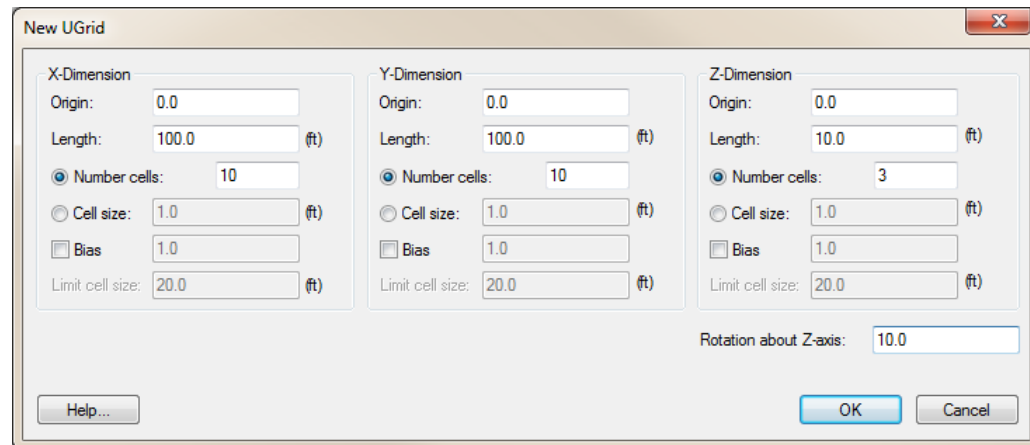 New UGrid
X-Dimension
Origin: 0.0
Length: 100.0 (ft)
Number cells: 10
Cell size: 1.0 (ft)
Bias 1.0
Limit cell size: 20.0 (ft)
Y-Dimension
Origin: 0.0
Length: 100.0 (ft)
Number cells: 10
Cell size: 1.0 (ft)
Bias 1.0
Limit cell size: 20.0 (ft)
Z-Dimension
Origin: 0.0
Length: 10.0 (ft)
Number cells: 3
Cell size: 1.0 (ft)
Bias 1.0
Limit cell size: 20.0 (ft)
Rotation about Z-axis: 10.0
Help...
OK
Cancel